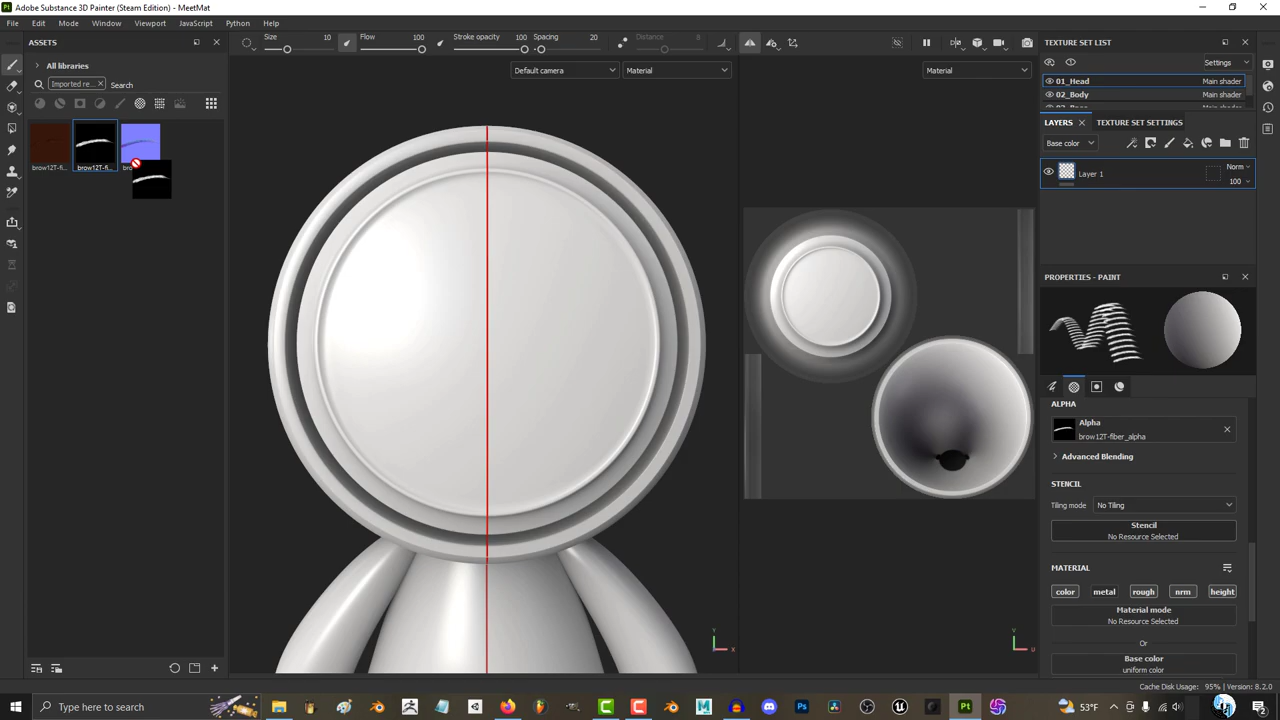 Adobe Substance 3D Painter (Steam Edition) - MeetMat
File Edit Mode Viewport JavaScript Python Help
ASSETS
Size 10 Flow 100 Stroke opacity 100 Spacing 20 Distance 8
All libraries
Imported re... Search
brow12T-fi... brow12T-fi... bro
Default camera Material Material
TEXTURE SET LIST
Settings
01_Head Main shader
02_Body Main shader
LAYERS TEXTURE SET SETTINGS
Base color
Layer 1 Norm
100
PROPERTIES - PAINT
ALPHA
Alpha
brow12T-fiber_alpha
Advanced Blending
STENCIL
Tiling mode No Tiling
Stencil
No Resource Selected
MATERIAL
color metal rough nrm height
Material mode
No Resource Selected
Or
Base color
uniform color
Y X V U
Cache Disk Usage: 95% | Version: 8.2.0
Type here to search
53°F